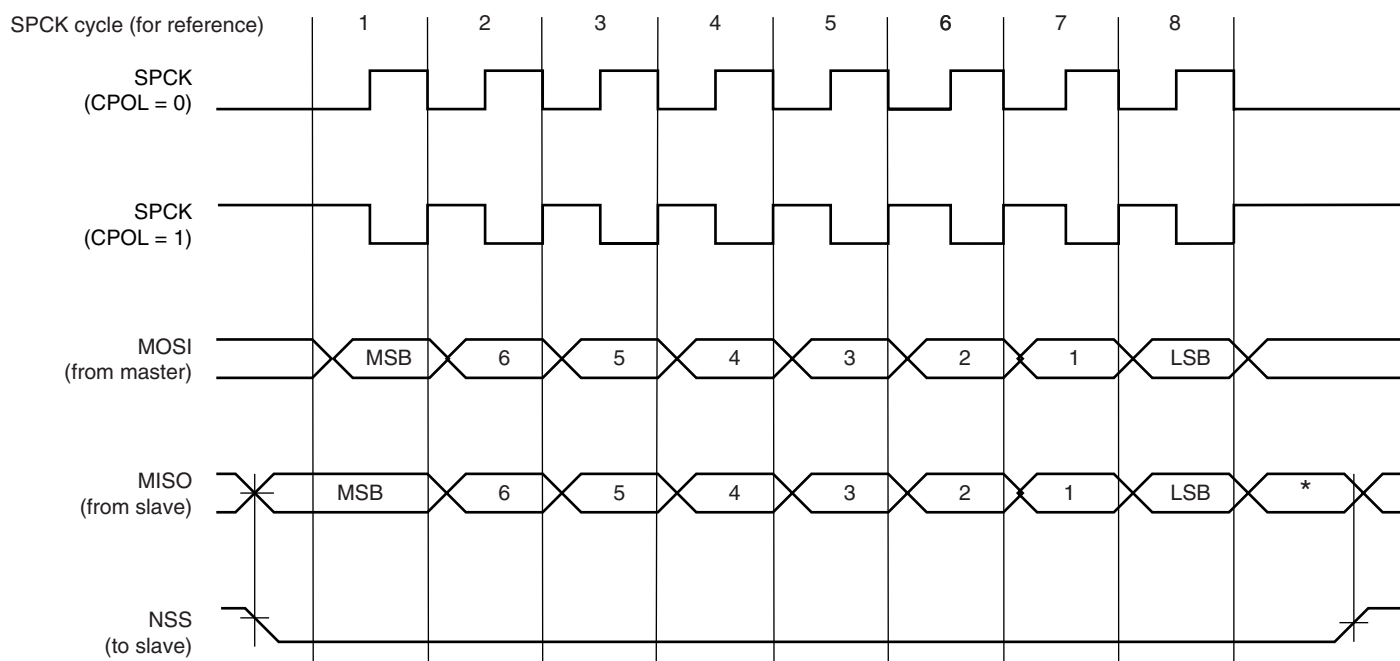 SPCK cycle (for reference) 1 2 3 4 5 6 7 8
SPCK
(CPOL = 0)
SPCK
(CPOL = 1)
MOSI
(from master)
MSB 6 5 4 3 2 1 LSB
MISO
(from slave)
MSB 6 5 4 3 2 1 LSB *
NSS
(to slave)